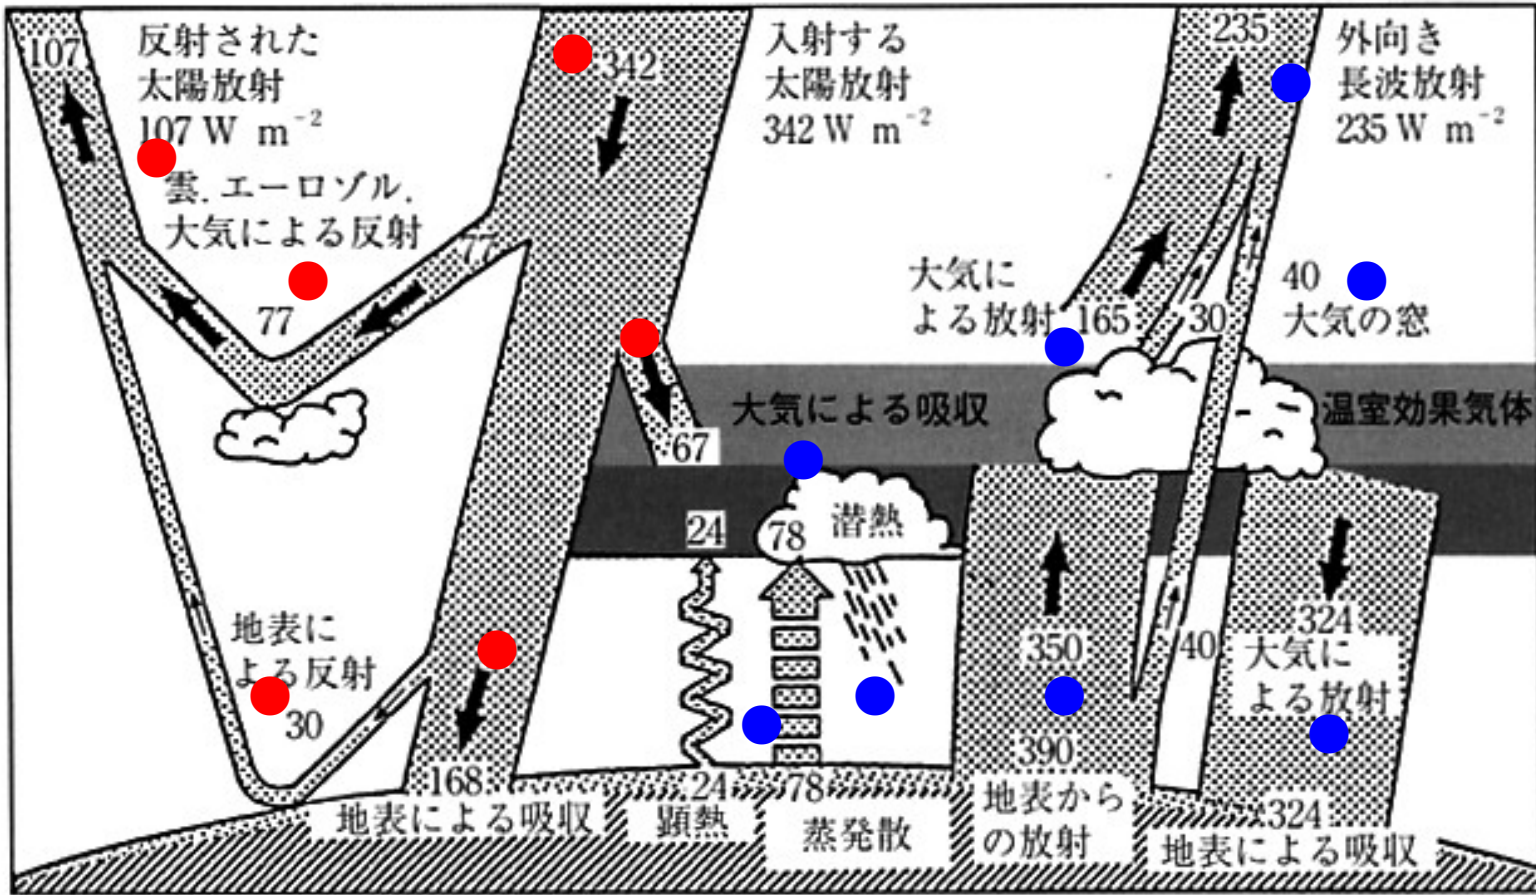 107
反射された
太陽放射
107 W m⁻²
雲.エーロゾル.
大気による反射
77
77
342
入射する
太陽放射
342 W m⁻²
235
外向き
長波放射
235 W m⁻²
大気に
よる放射
165
30
40
大気の窓
大気による吸収
温室効果気体
67
24
78
潜熱
地表に
よる反射
30
350
40
324
大気に
よる放射
390
168
地表による吸収
24
顕熱
78
蒸発散
地表から
の放射
324
地表による吸収